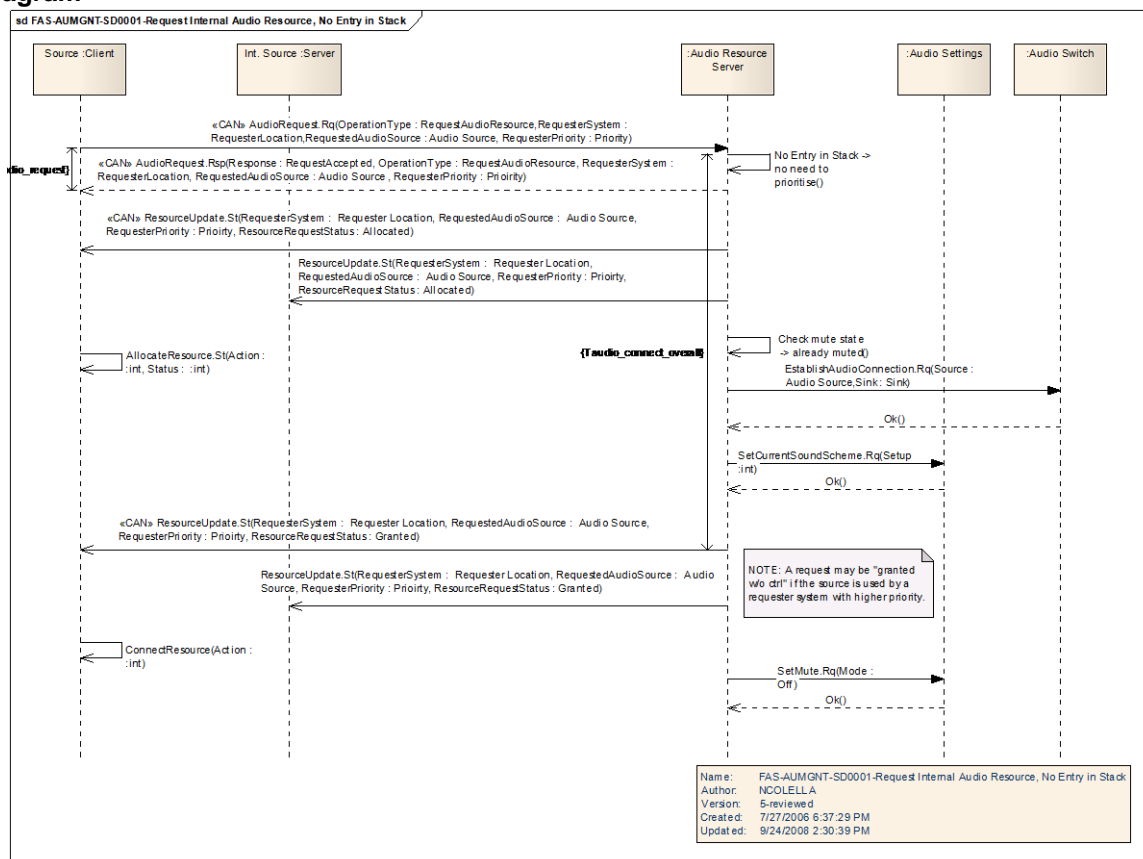 sd FAS-AUMGNT-SD0001-Request Internal Audio Resource, No Entry in Stack
Source :Client
Int. Source :Server
:Audio Resource
Server
:Audio Settings
:Audio Switch
«CAN» AudioRequest.Rq(OperationType : RequestAudioResource,RequesterSystem :
RequesterLocation,RequestedAudioSource : Audio Source, RequesterPriority : Priority)
No Entry in Stack ->
no need to
prioritise()
«CAN» AudioRequest.Rsp(Response : RequestAccepted, OperationType : RequestAudioResource, RequesterSystem :
RequesterLocation, RequestedAudioSource : Audio Source , RequesterPriority : Prioirity)
dio_request}
«CAN» ResourceUpdate.St(RequesterSystem : Requester Location, RequestedAudioSource : Audio Source,
RequesterPriority : Prioirty, ResourceRequestStatus : Allocated)
ResourceUpdate.St(RequesterSystem : Requester Location,
RequestedAudioSource : Audio Source, RequesterPriority : Prioirty,
ResourceRequestStatus : Allocated)
Check mute state
-> already muted()
{Taudio_connect_overall}
AllocateResource.St(Action :
:int, Status : :int)
EstablishAudioConnection.Rq(Source :
Audio Source,Sink : Sink)
Ok()
SetCurrentSoundScheme.Rq(Setup
:int)
Ok()
«CAN» ResourceUpdate.St(RequesterSystem : Requester Location, RequestedAudioSource : Audio Source,
RequesterPriority : Prioirty, ResourceRequestStatus : Granted)
ResourceUpdate.St(RequesterSystem : Requester Location, RequestedAudioSource : Audio
Source, RequesterPriority : Prioirty, ResourceRequestStatus : Granted)
NOTE: A request may be "granted
w/o ctrl" if the source is used by a
requester system with higher priority.
ConnectResource(Action :
:int)
SetMute.Rq(Mode :
Off)
Ok()
Name: FAS-AUMGNT-SD0001-Request Internal Audio Resource, No Entry in Stack
Author: NCOLELLA
Version: 5-reviewed
Created: 7/27/2006 6:37:29 PM
Updated: 9/24/2008 2:30:39 PM